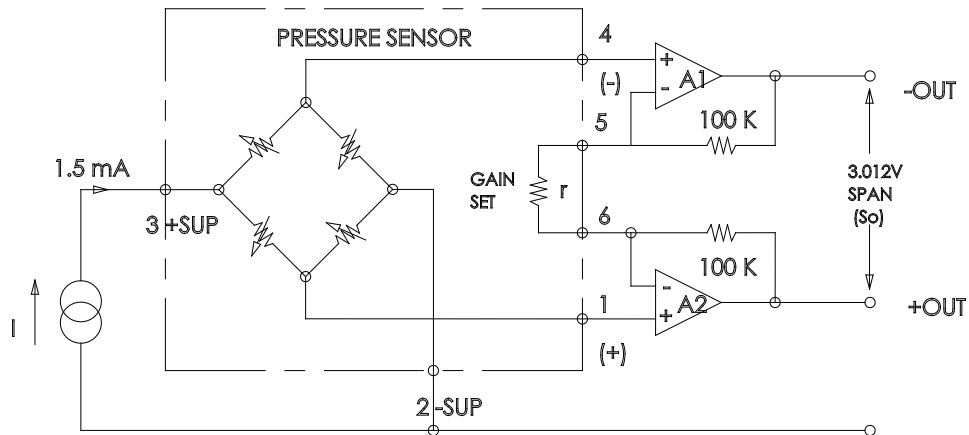 PRESSURE SENSOR
4
(-)
+
A1
-
-OUT
100 K
5
1.5 mA
GAIN
SET
r
3.012V
SPAN
(So)
3 +SUP
6
100 K
-
A2
+
+OUT
1
(+)
I
2 -SUP